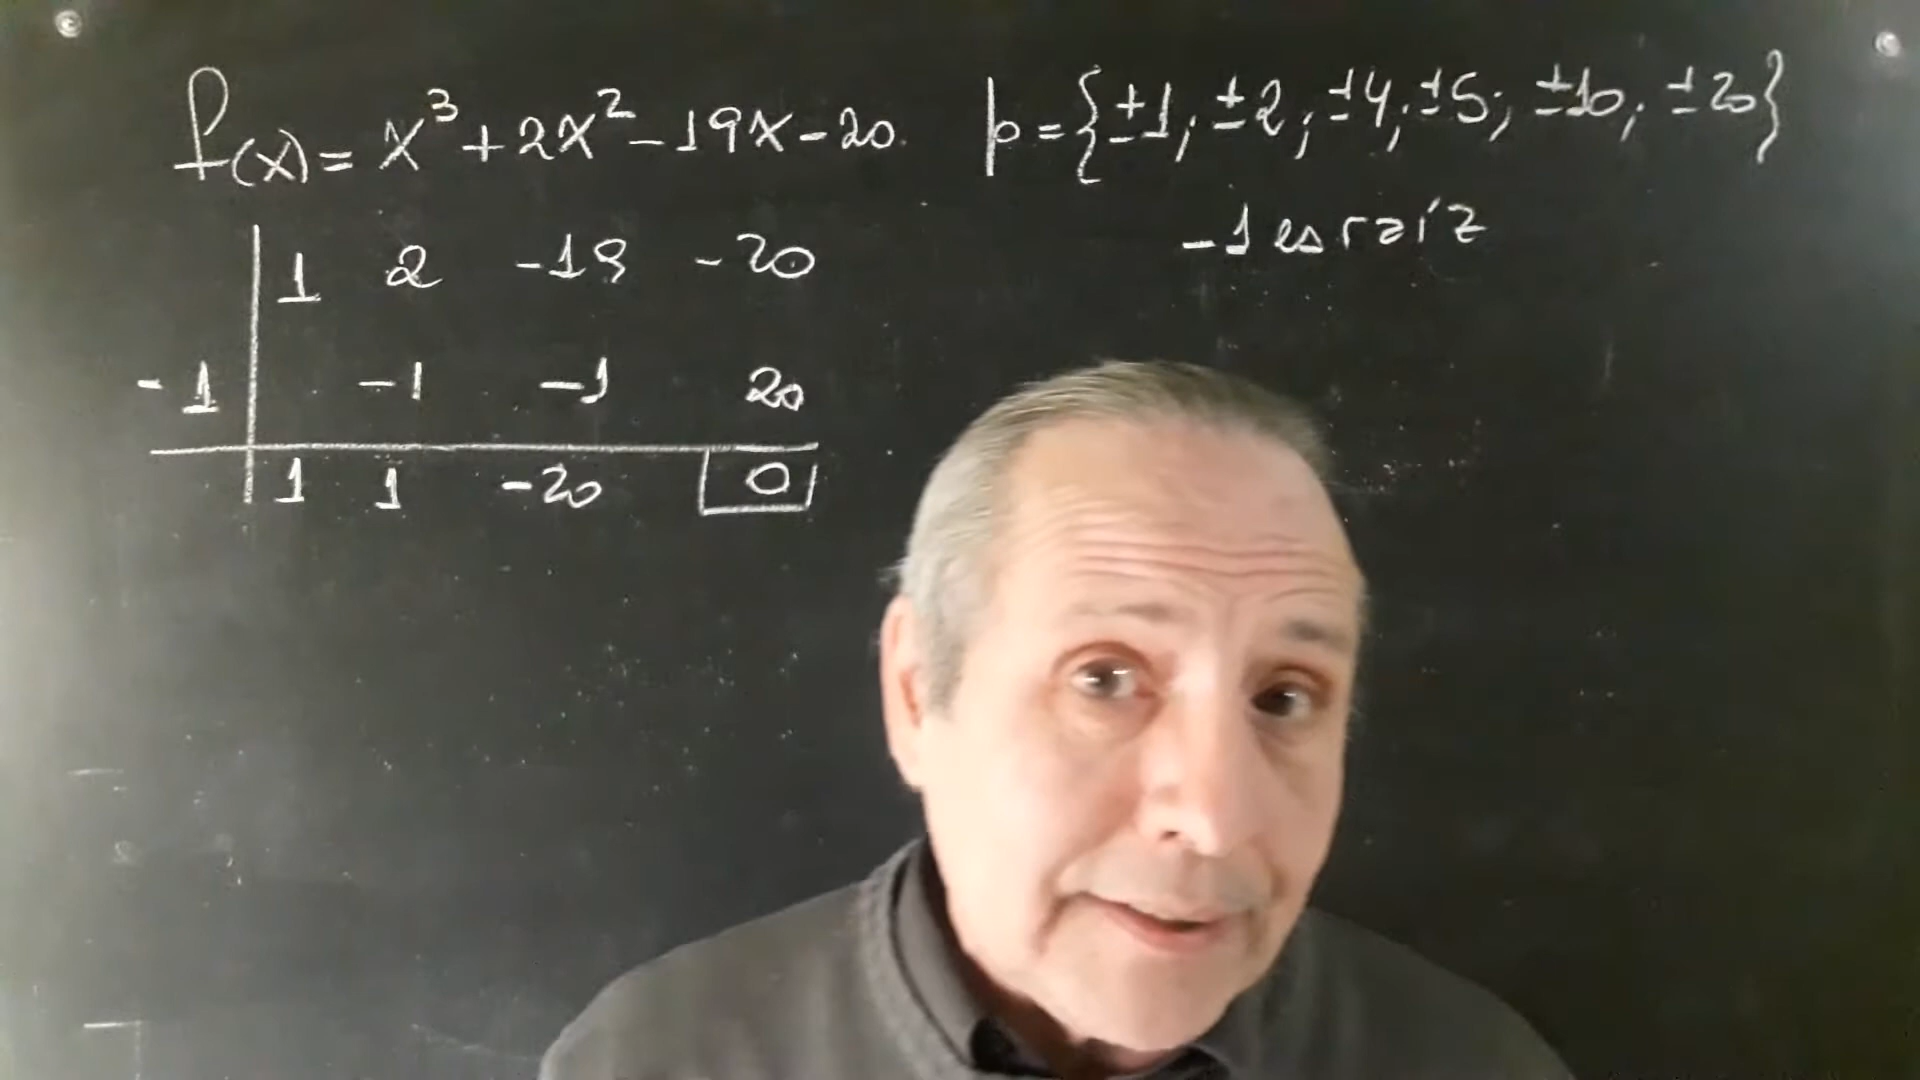 f(x) = x³ + 2x² - 19x - 20. p = {±1, ±2, ±4, ±5; ±10, ±20}
-1 es raíz
1 2 -19 -20
-1 -1 -1 20
1 1 -20 0